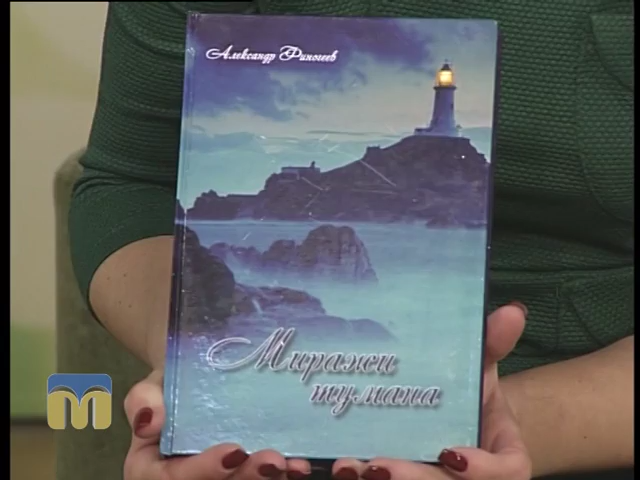 Александр Финогеев
Миражи
тумана
М